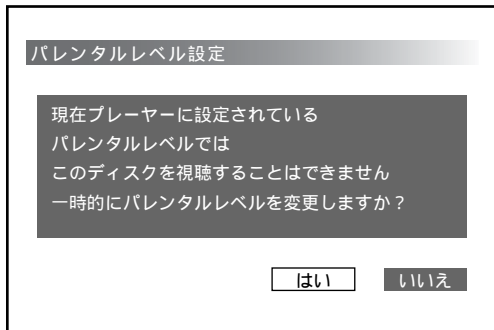 パレンタルレベル設定
現在プレーヤーに設定されている
パレンタルレベルでは
このディスクを視聴することはできません
一時的にパレンタルレベルを変更しますか？
はい
いいえ